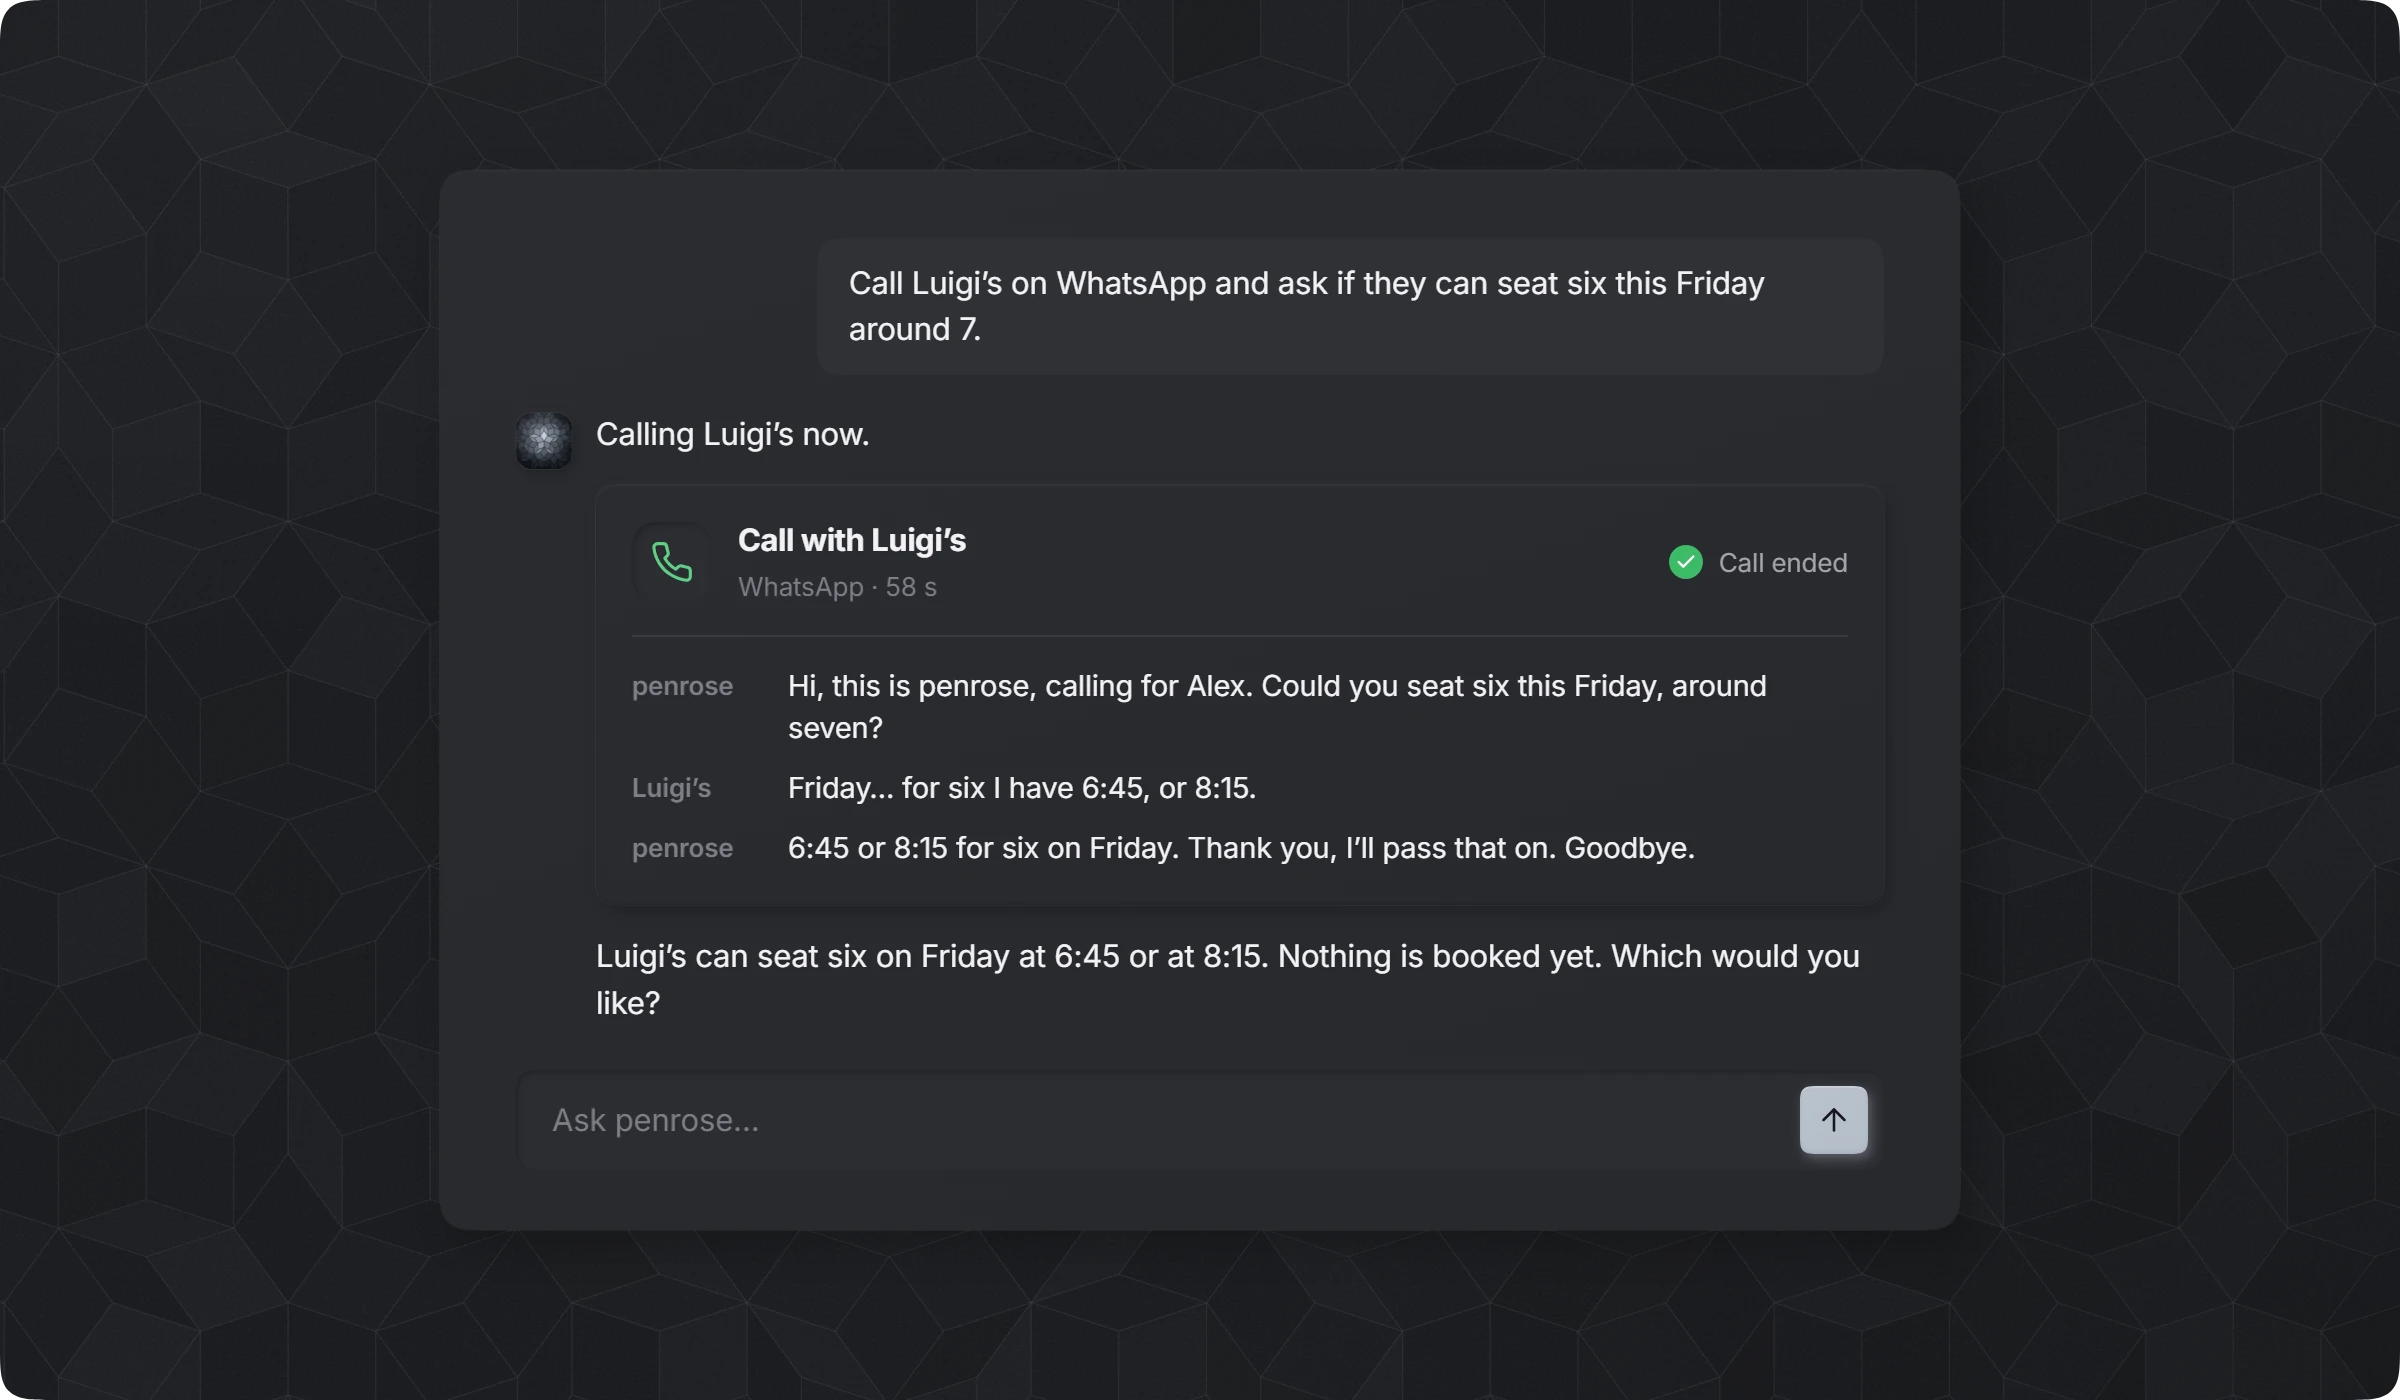 Call Luigi’s on WhatsApp and ask if they can seat six this Friday
around 7.
Calling Luigi’s now.
Call with Luigi’s
WhatsApp · 58 s
Call ended
penrose
Hi, this is penrose, calling for Alex. Could you seat six this Friday, around
seven?
Luigi’s
Friday… for six I have 6:45, or 8:15.
penrose
6:45 or 8:15 for six on Friday. Thank you, I’ll pass that on. Goodbye.
Luigi’s can seat six on Friday at 6:45 or at 8:15. Nothing is booked yet. Which would you
like?
Ask penrose…